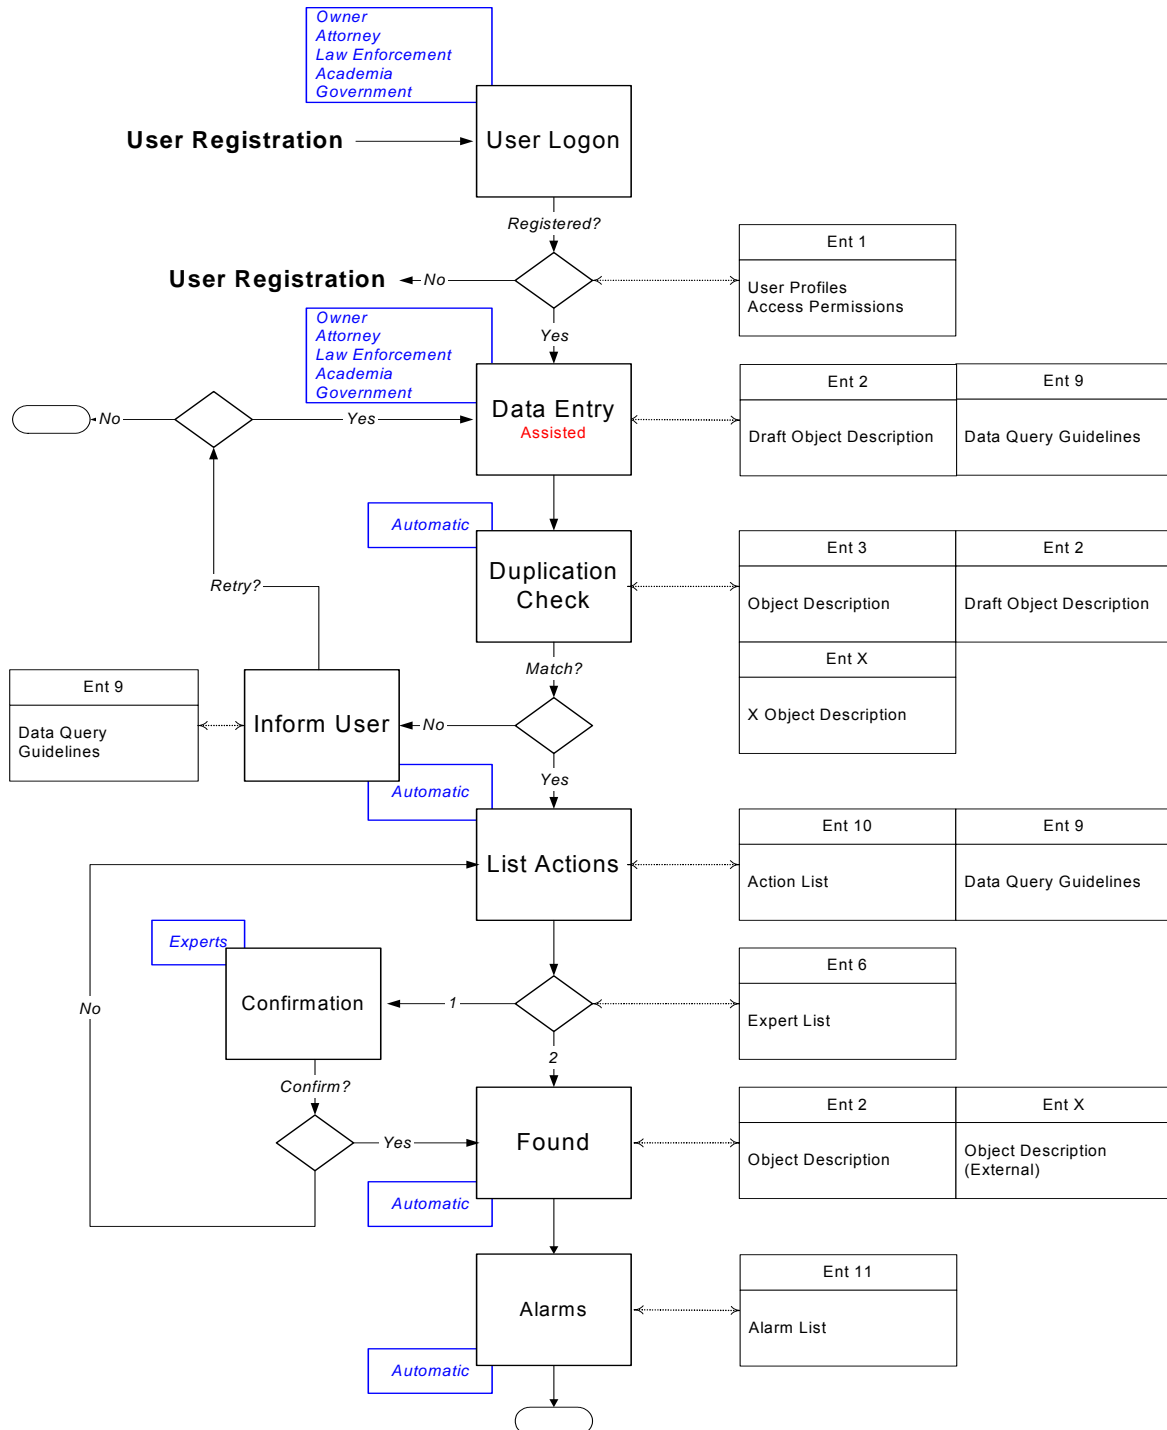 Owner
Attorney
Law Enforcement
Academia
Government
User Registration
User Logon
Registered?
Ent 1
User Registration
No
User Profiles
Access Permissions
Owner
Attorney
Law Enforcement
Academia
Government
Yes
Ent 2
Ent 9
No
Yes
Data Entry
Assisted
Draft Object Description
Data Query Guidelines
Automatic
Duplication
Check
Ent 3
Ent 2
Retry?
Object Description
Draft Object Description
Match?
Ent X
Ent 9
Inform User
No
X Object Description
Data Query
Guidelines
Automatic
Yes
List Actions
Ent 10
Ent 9
Action List
Data Query Guidelines
Experts
No
Confirmation
1
Ent 6
Expert List
2
Confirm?
Ent 2
Ent X
Yes
Found
Object Description
Object Description
(External)
Automatic
Alarms
Ent 11
Alarm List
Automatic